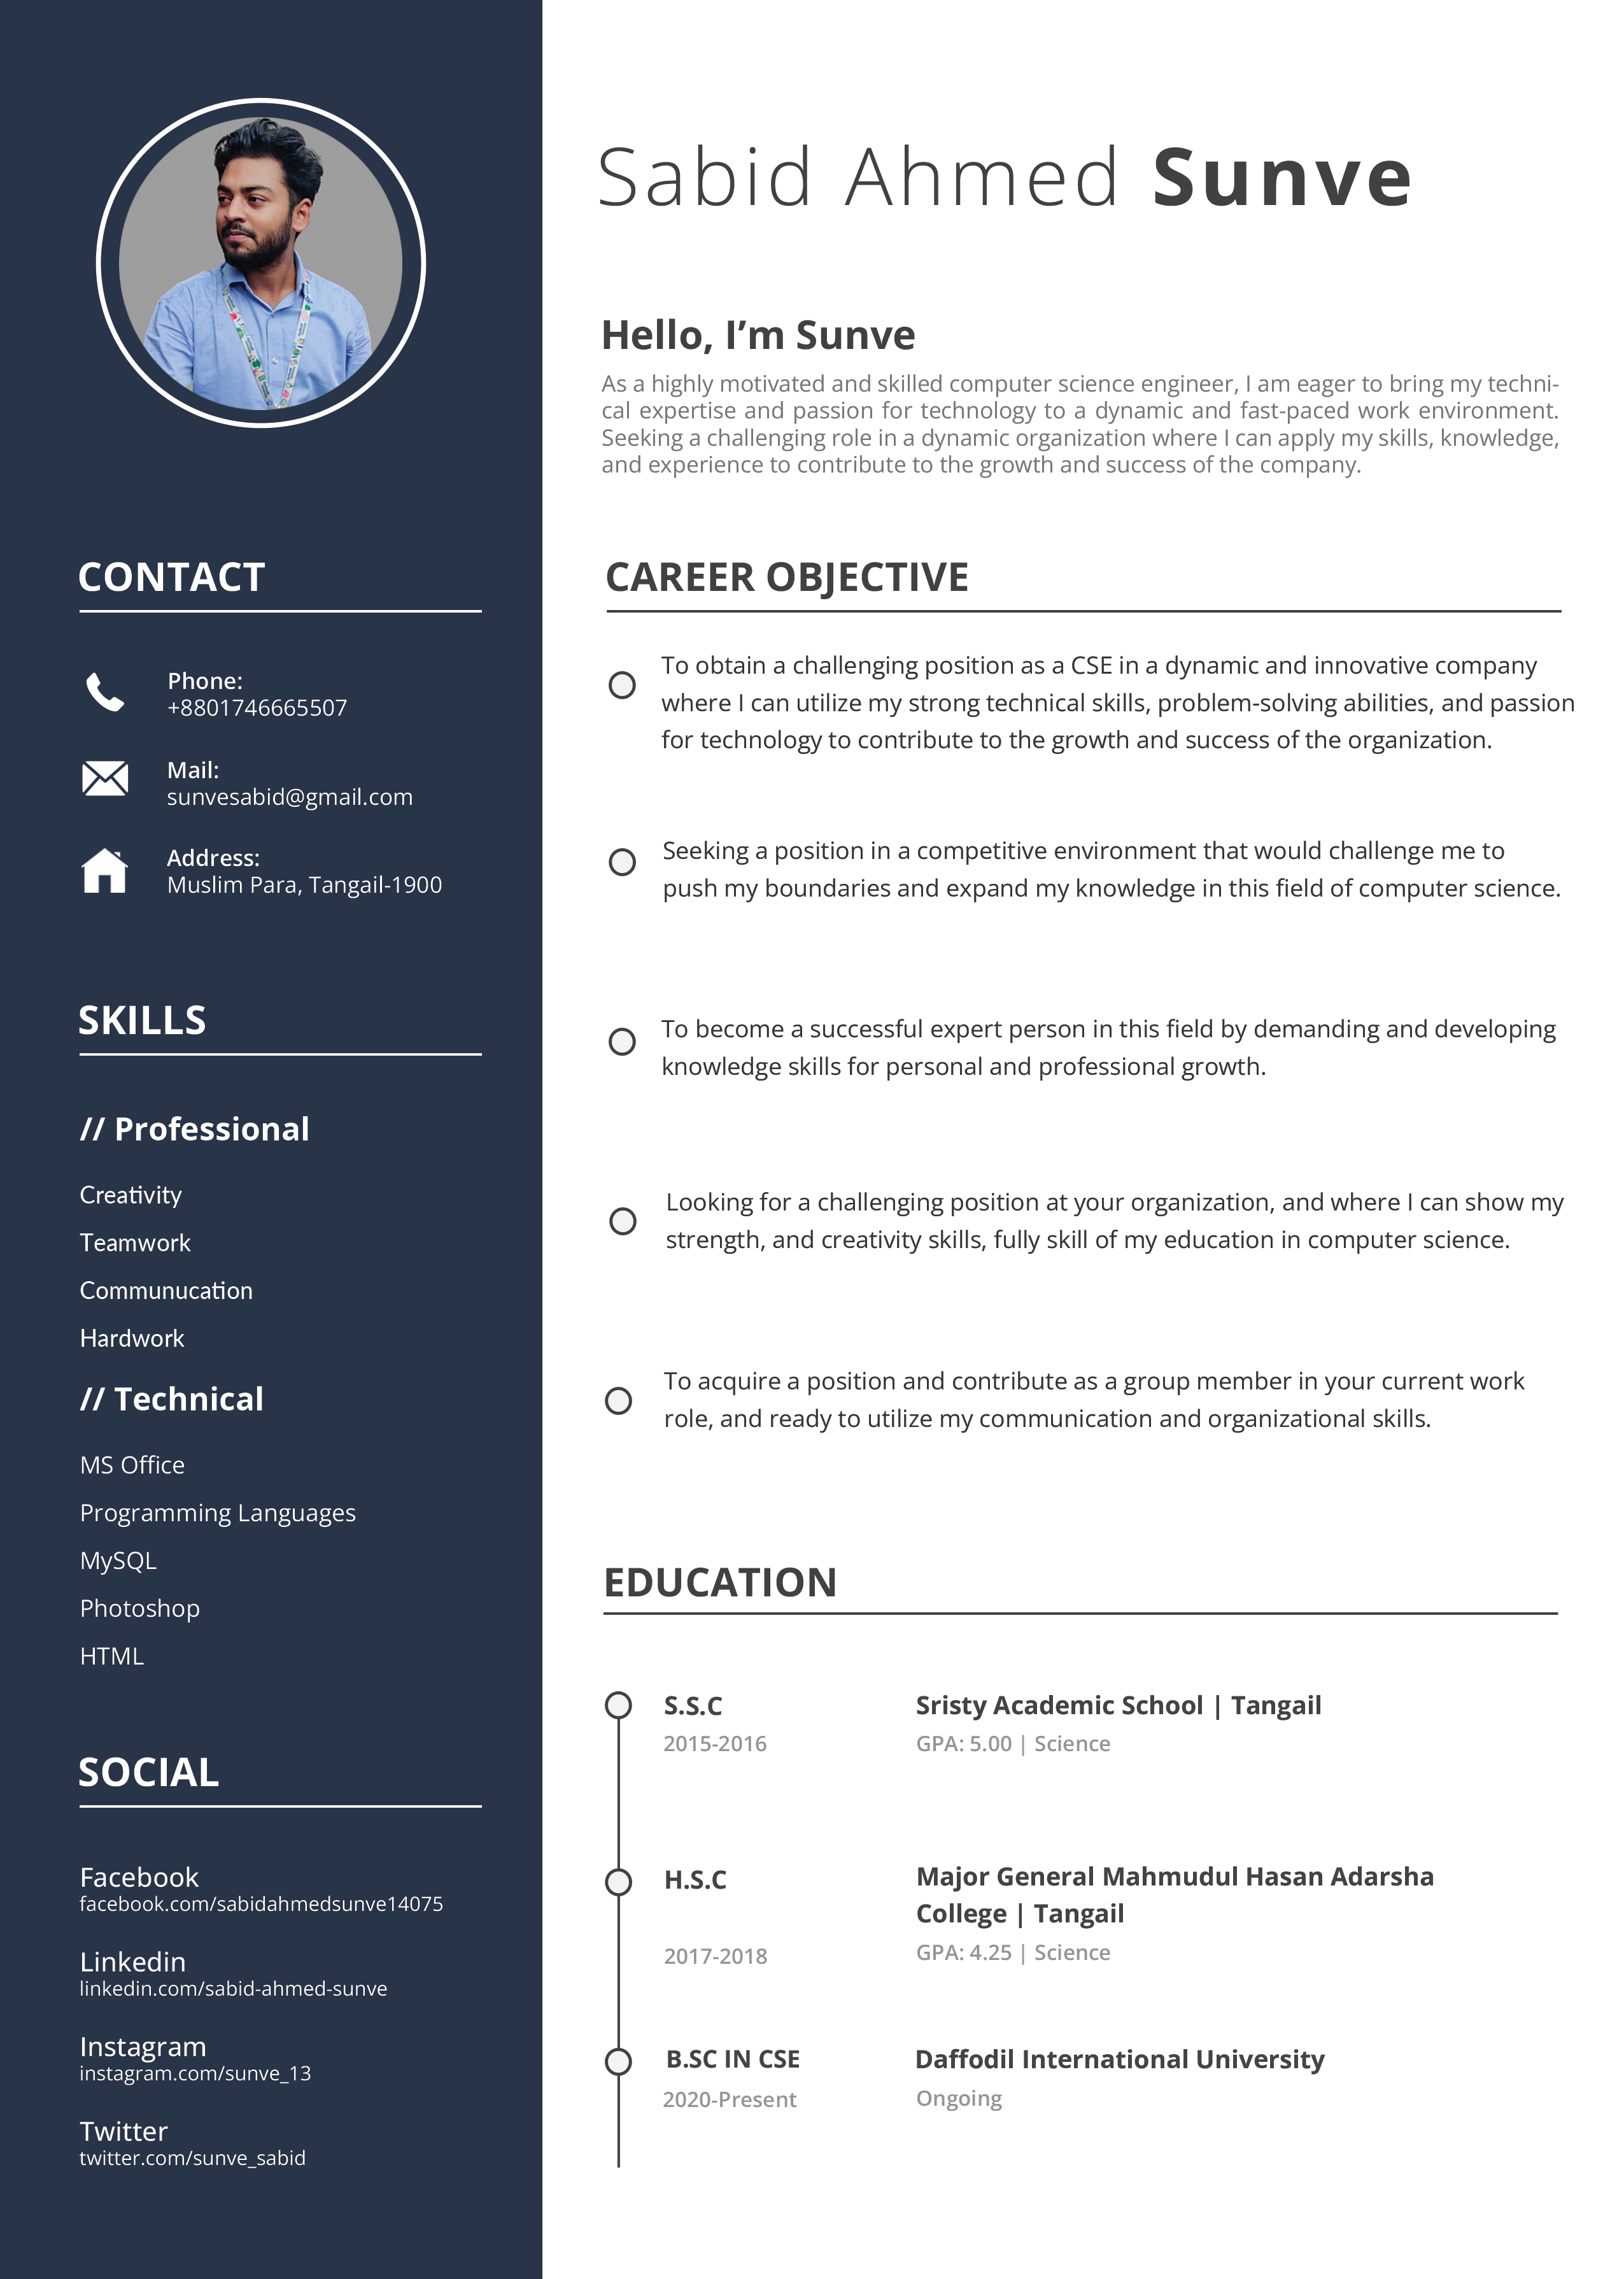 Sabid Ahmed Sunve
Hello, I’m Sunve
As a highly motivated and skilled computer science engineer, I am eager to bring my techni-
cal expertise and passion for technology to a dynamic and fast-paced work environment.
Seeking a challenging role in a dynamic organization where I can apply my skills, knowledge,
and experience to contribute to the growth and success of the company.
CONTACT
Phone:
+8801746665507
Mail:
sunvesabid@gmail.com
Address:
Muslim Para, Tangail-1900
SKILLS
// Professional
Creativity
Teamwork
Communucation
Hardwork
// Technical
MS Office
Programming Languages
MySQL
Photoshop
HTML
SOCIAL
Facebook
facebook.com/sabidahmedsunve14075
Linkedin
linkedin.com/sabid-ahmed-sunve
Instagram
instagram.com/sunve_13
Twitter
twitter.com/sunve_sabid
CAREER OBJECTIVE
To obtain a challenging position as a CSE in a dynamic and innovative company
where I can utilize my strong technical skills, problem-solving abilities, and passion
for technology to contribute to the growth and success of the organization.
Seeking a position in a competitive environment that would challenge me to
push my boundaries and expand my knowledge in this field of computer science.
To become a successful expert person in this field by demanding and developing
knowledge skills for personal and professional growth.
Looking for a challenging position at your organization, and where I can show my
strength, and creativity skills, fully skill of my education in computer science.
To acquire a position and contribute as a group member in your current work
role, and ready to utilize my communication and organizational skills.
EDUCATION
S.S.C
2015-2016
Sristy Academic School | Tangail
GPA: 5.00 | Science
H.S.C
2017-2018
Major General Mahmudul Hasan Adarsha
College | Tangail
GPA: 4.25 | Science
B.SC IN CSE
2020-Present
Daffodil International University
Ongoing